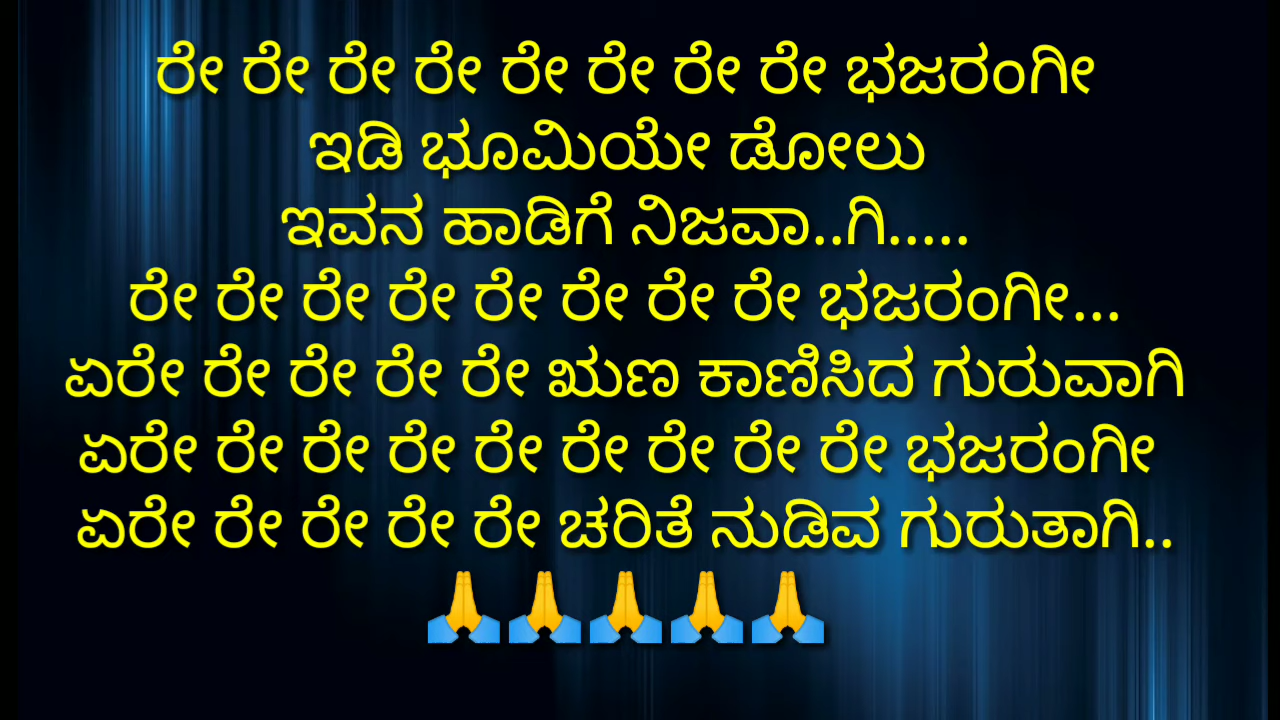 ರೇ ರೇ ರೇ ರೇ ರೇ ರೇ ರೇ ರೇ ಭಜರಂಗೀ
ಇಡಿ ಭೂಮಿಯೇ ಡೋಲು
ಇವನ ಹಾಡಿಗೆ ನಿಜವಾ..ಗಿ.....
ರೇ ರೇ ರೇ ರೇ ರೇ ರೇ ರೇ ರೇ ಭಜರಂಗೀ...
ಏರೇ ರೇ ರೇ ರೇ ರೇ ಋಣ ಕಾಣಿಸಿದ ಗುರುವಾಗಿ
ಏರೇ ರೇ ರೇ ರೇ ರೇ ರೇ ರೇ ರೇ ರೇ ಭಜರಂಗೀ
ಏರೇ ರೇ ರೇ ರೇ ರೇ ಚರಿತೆ ನುಡಿವ ಗುರುತಾಗಿ..
🙏🙏🙏🙏🙏